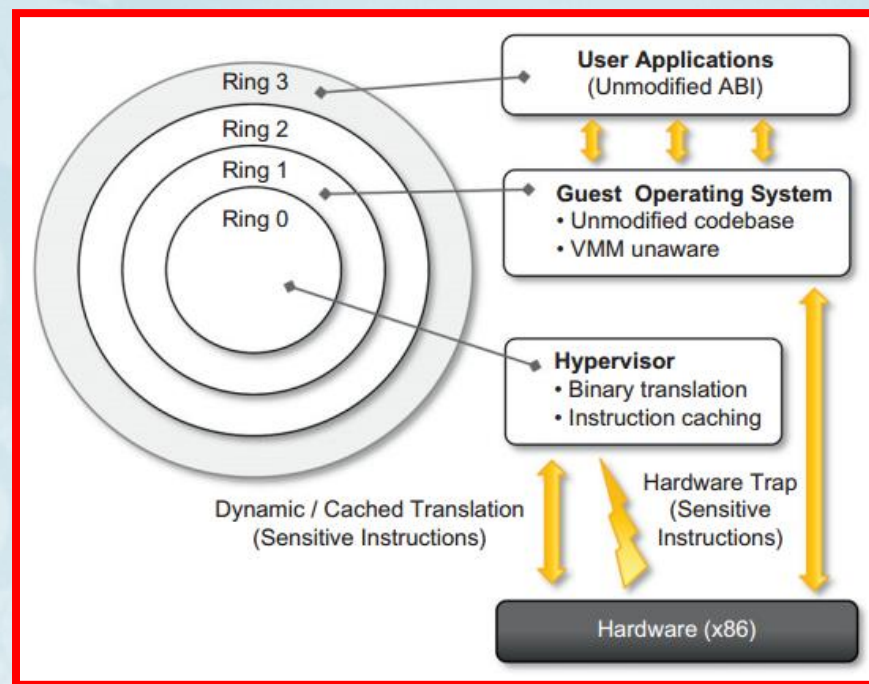 Ring 3
Ring 2
Ring 1
Ring 0
User Applications
(Unmodified ABI)
Guest Operating System
• Unmodified codebase
• VMM unaware
Hypervisor
• Binary translation
• Instruction caching
Dynamic / Cached Translation
(Sensitive Instructions)
Hardware Trap
(Sensitive
Instructions)
Hardware (x86)